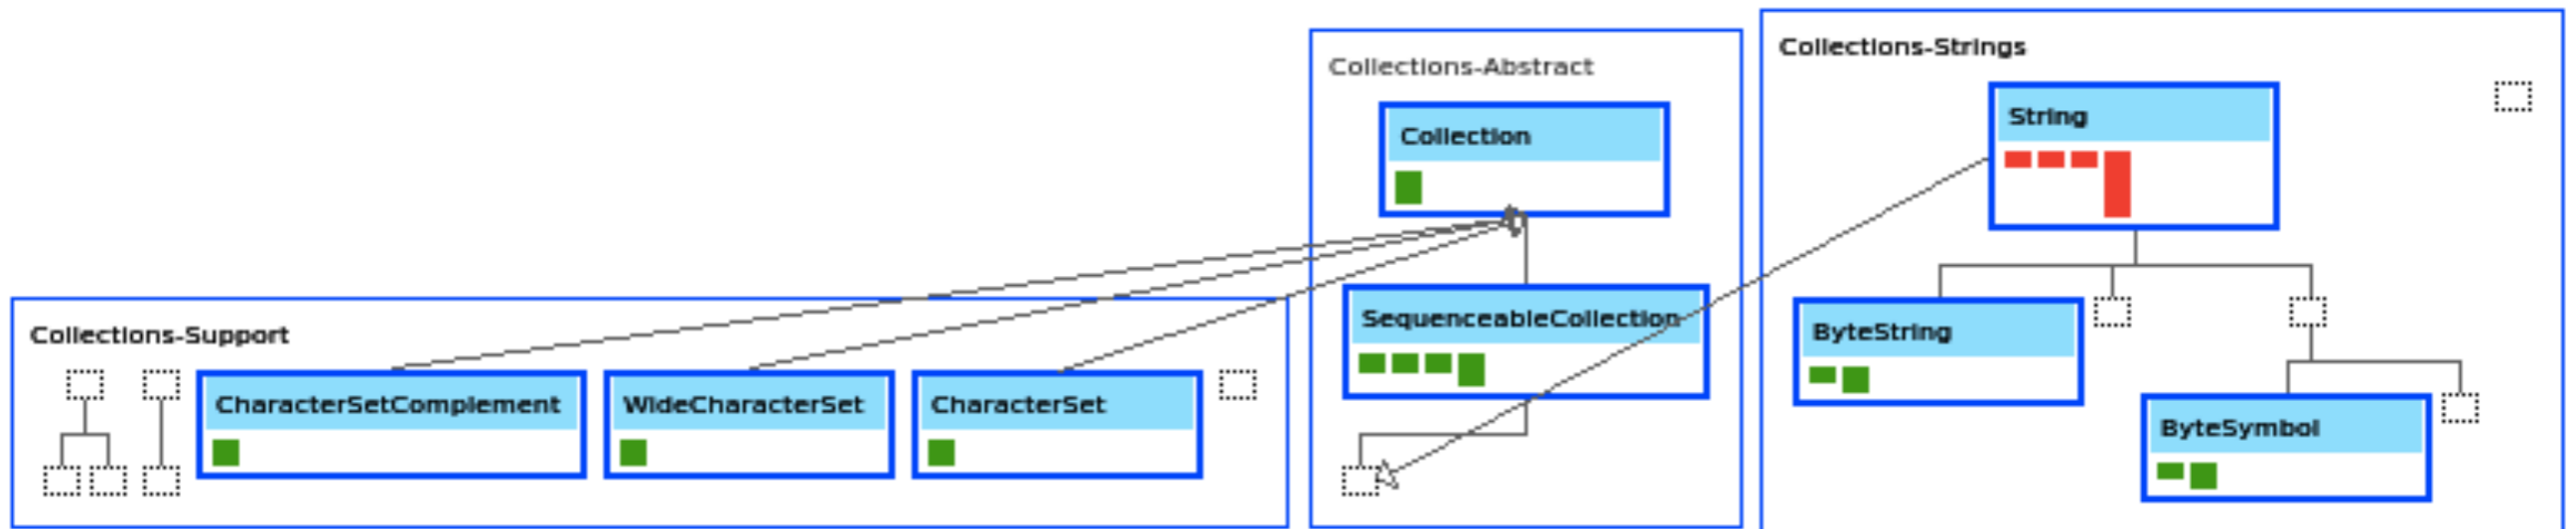 Collections-Support
CharacterSetComplement
WideCharacterSet
CharacterSet
Collections-Abstract
Collection
SequenceableCollection
Collections-Strings
String
ByteString
ByteSymbol